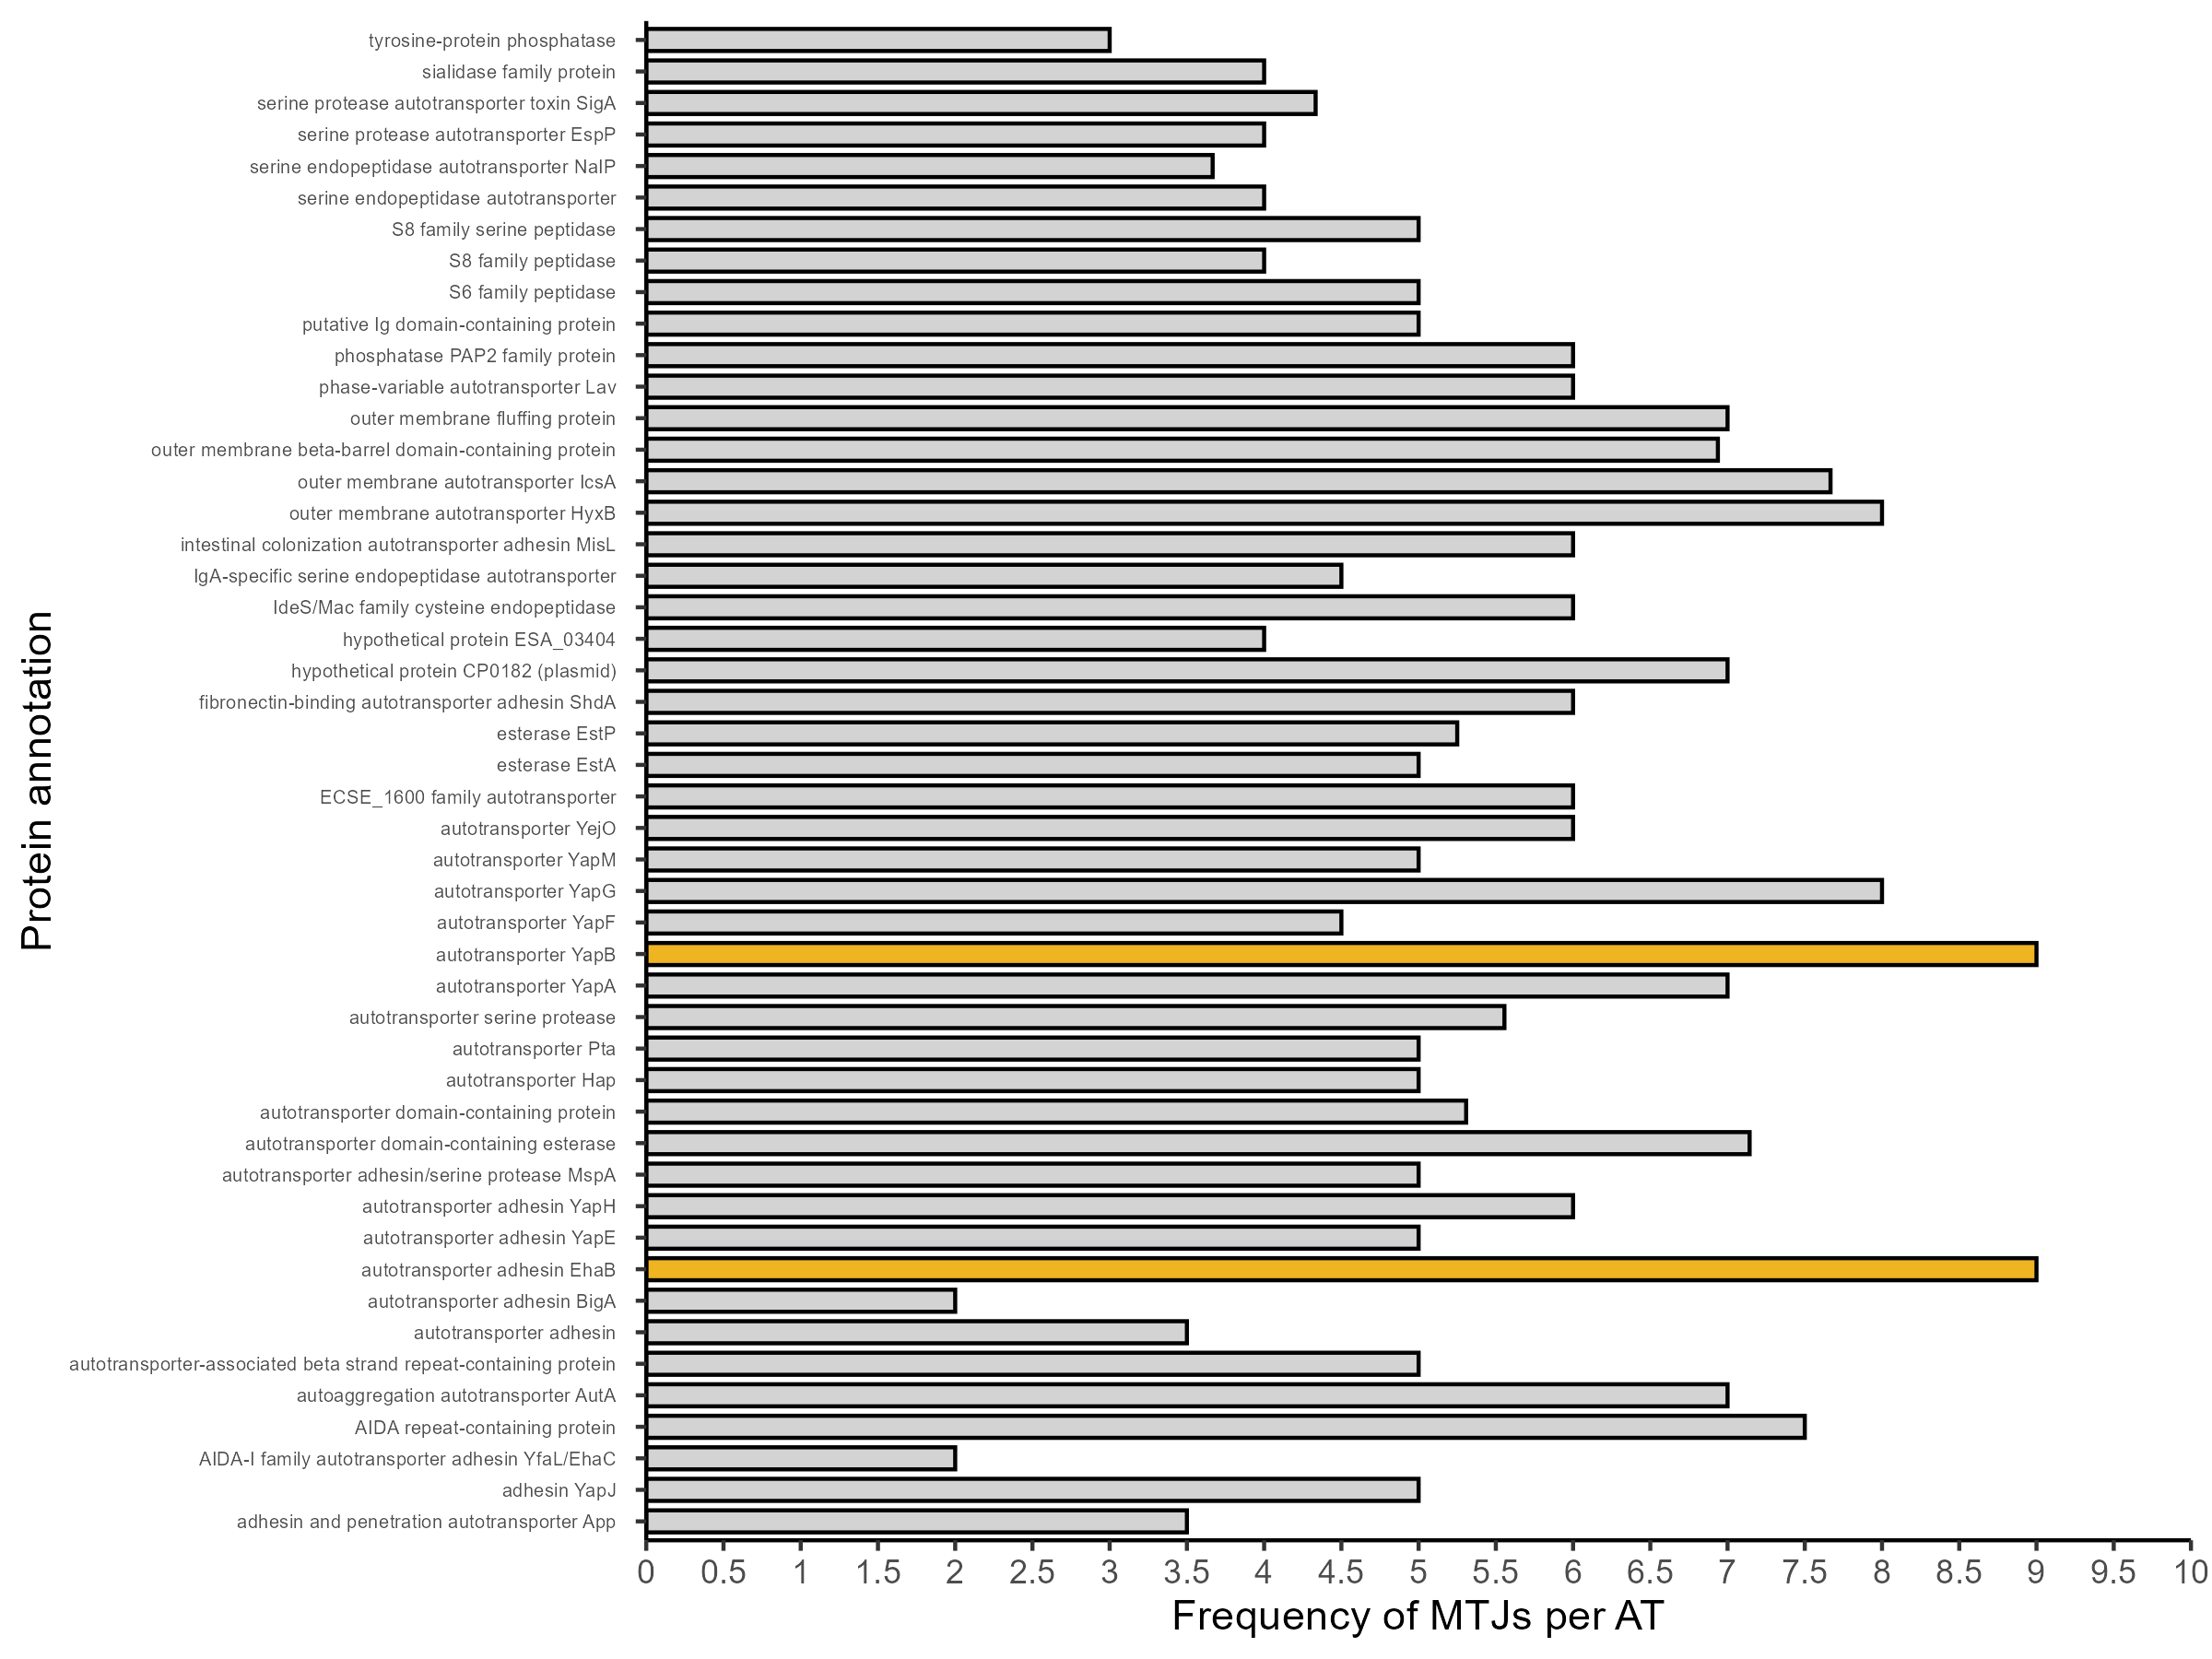 tyrosine-protein phosphatase
sialidase family protein
serine protease autotransporter toxin SigA
serine protease autotransporter EspP
serine endopeptidase autotransporter NalP
serine endopeptidase autotransporter
S8 family serine peptidase
S8 family peptidase
S6 family peptidase
putative Ig domain-containing protein
phosphatase PAP2 family protein
phase-variable autotransporter Lav
outer membrane fluffing protein
outer membrane beta-barrel domain-containing protein
outer membrane autotransporter IcsA
outer membrane autotransporter HyxB
intestinal colonization autotransporter adhesin MisL
IgA-specific serine endopeptidase autotransporter
IdeS/Mac family cysteine endopeptidase
hypothetical protein ESA_03404
hypothetical protein CP0182 (plasmid)
fibronectin-binding autotransporter adhesin ShdA
esterase EstP
esterase EstA
ECSE_1600 family autotransporter
autotransporter YejO
autotransporter YapM
autotransporter YapG
autotransporter YapF
autotransporter YapB
autotransporter YapA
autotransporter serine protease
autotransporter Pta
autotransporter Hap
autotransporter domain-containing protein
autotransporter domain-containing esterase
autotransporter adhesin/serine protease MspA
autotransporter adhesin YapH
autotransporter adhesin YapE
autotransporter adhesin EhaB
autotransporter adhesin BigA
autotransporter adhesin
autotransporter-associated beta strand repeat-containing protein
autoaggregation autotransporter AutA
AIDA repeat-containing protein
AIDA-I family autotransporter adhesin YfaL/EhaC
adhesin YapJ
adhesin and penetration autotransporter App
Protein annotation
0 0.5 1 1.5 2 2.5 3 3.5 4 4.5 5 5.5 6 6.5 7 7.5 8 8.5 9 9.5 10
Frequency of MTJs per AT